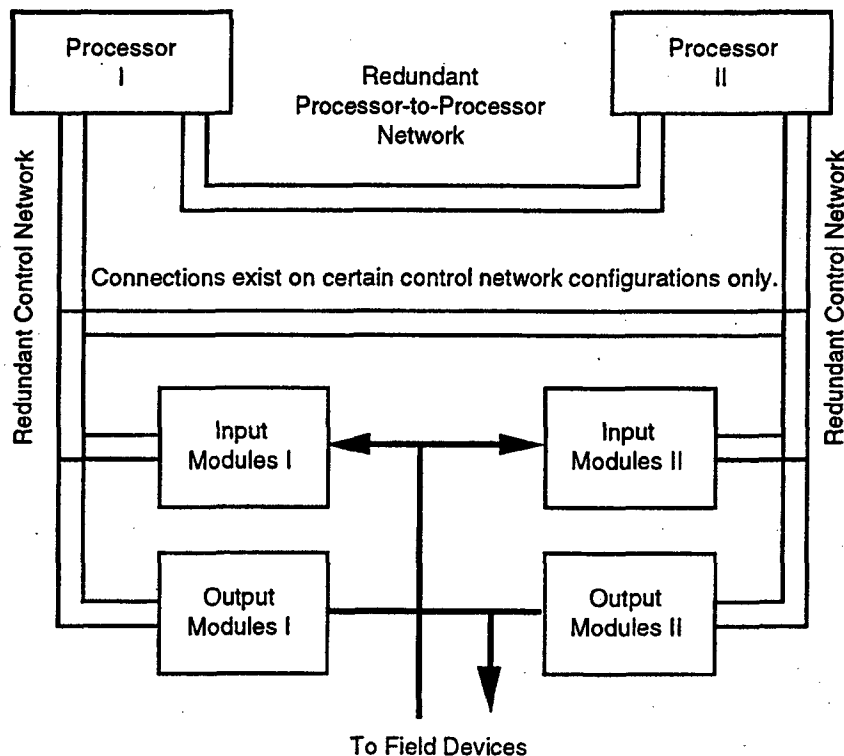 Processor
I
Processor
II
Redundant
Processor-to-Processor
Network
Redundant Control Network
Redundant Control Network
Connections exist on certain control network configurations only.
Input
Modules I
Input
Modules II
Output
Modules I
Output
Modules II
To Field Devices